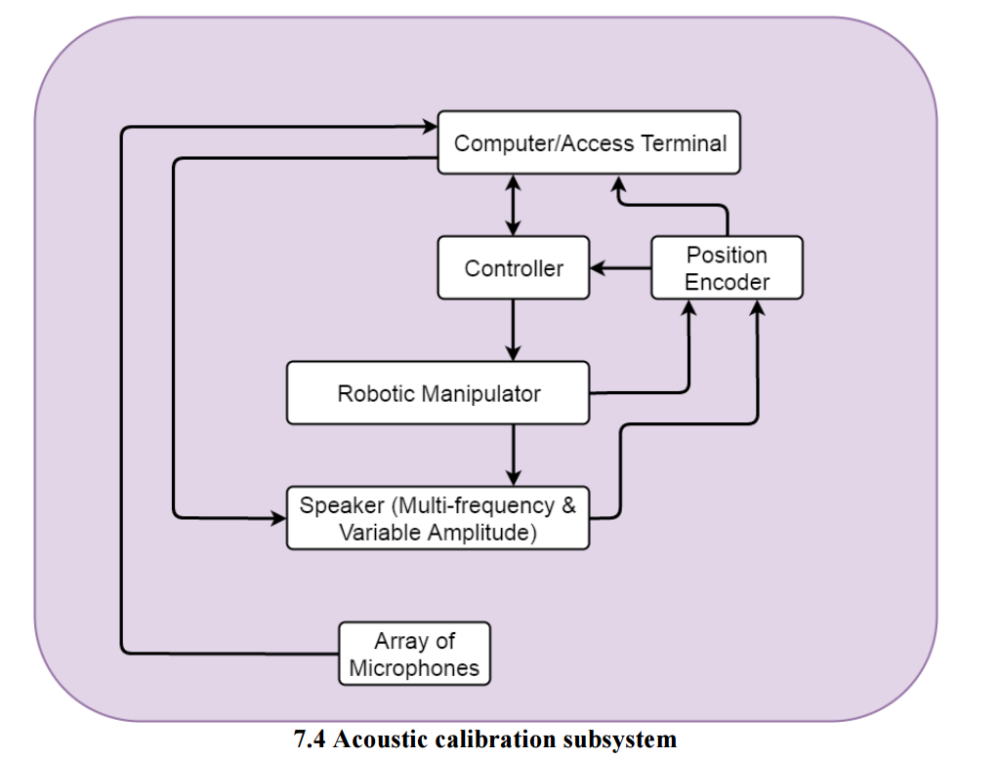 Computer/Access Terminal
Controller
Position
Encoder
Robotic Manipulator
Speaker (Multi-frequency &
Variable Amplitude)
Array of
Microphones
7.4 Acoustic calibration subsystem